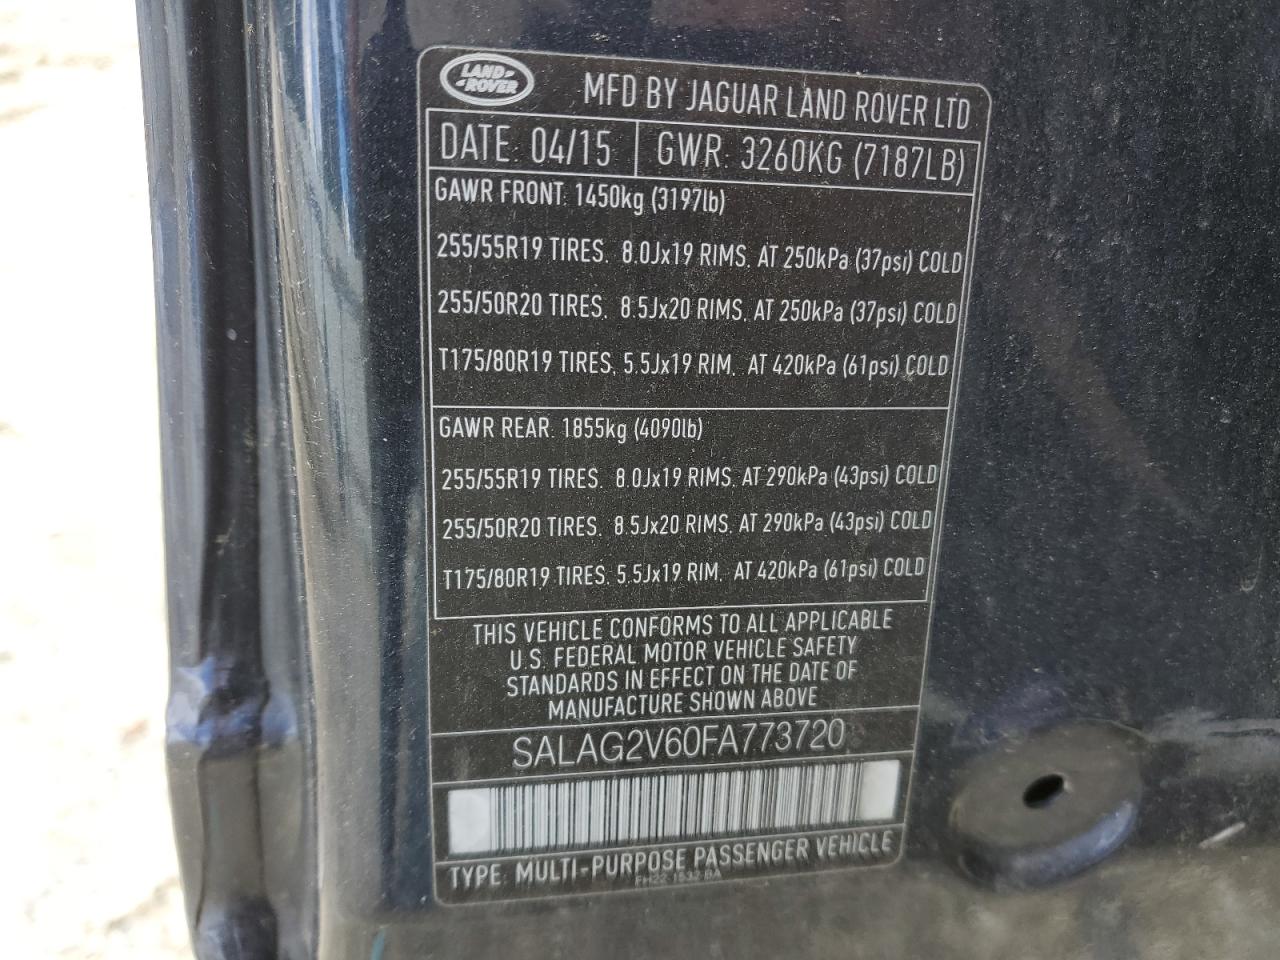 LAND-
-ROVER
MFD BY JAGUAR LAND ROVER LTD
DATE: 04/15 GWR: 3260KG (7187LB)
GAWR FRONT: 1450kg (3197lb)
255/55R19 TIRES, 8.0Jx19 RIMS, AT 250kPa (37psi) COLD
255/50R20 TIRES, 8.5Jx20 RIMS, AT 250kPa (37psi) COLD
T175/80R19 TIRES, 5.5Jx19 RIM, AT 420kPa (61psi) COLD
GAWR REAR: 1855kg (4090lb)
255/55R19 TIRES, 8.0Jx19 RIMS, AT 290kPa (43psi) COLD
255/50R20 TIRES, 8.5Jx20 RIMS, AT 290kPa (43psi) COLD
T175/80R19 TIRES, 5.5Jx19 RIM, AT 420kPa (61psi) COLD
THIS VEHICLE CONFORMS TO ALL APPLICABLE
U.S. FEDERAL MOTOR VEHICLE SAFETY
STANDARDS IN EFFECT ON THE DATE OF
MANUFACTURE SHOWN ABOVE
SALAG2V60FA773720
TYPE: MULTI-PURPOSE PASSENGER VEHICLE
FH22-1532-BA